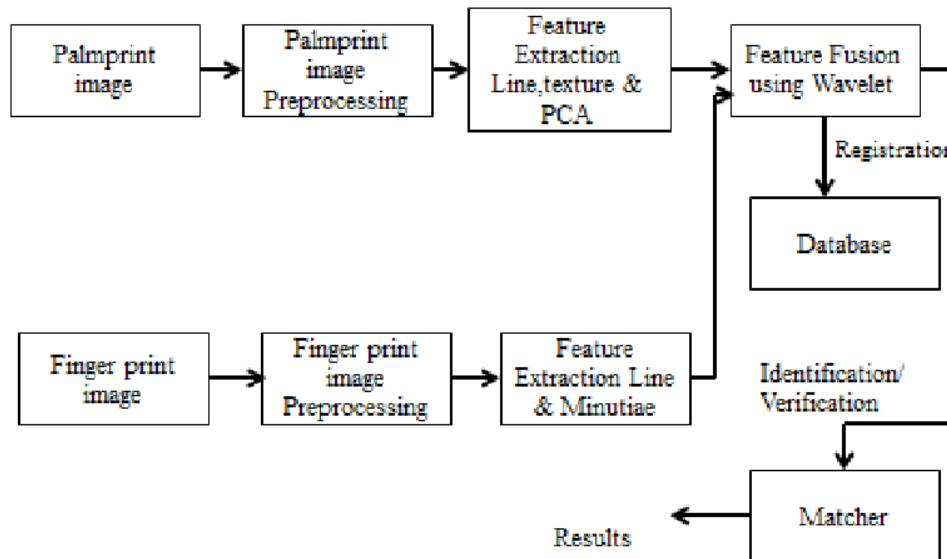 Palmprint
image
Palmprint
image
Preprocessing
Feature
Extraction
Line,texture &
PCA
Feature Fusion
using Wavelet
Registration
Database
Finger print
image
Finger print
image
Preprocessing
Feature
Extraction Line
& Minutiae
Identification/
Verification
Matcher
Results